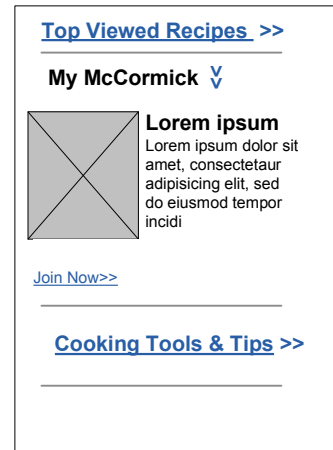 Top Viewed Recipes >>
My McCormick >>
Lorem ipsum
Lorem ipsum dolor sit
amet, consectetaur
adipisicing elit, sed
do eiusmod tempor
incidi
Join Now>>
Cooking Tools & Tips >>